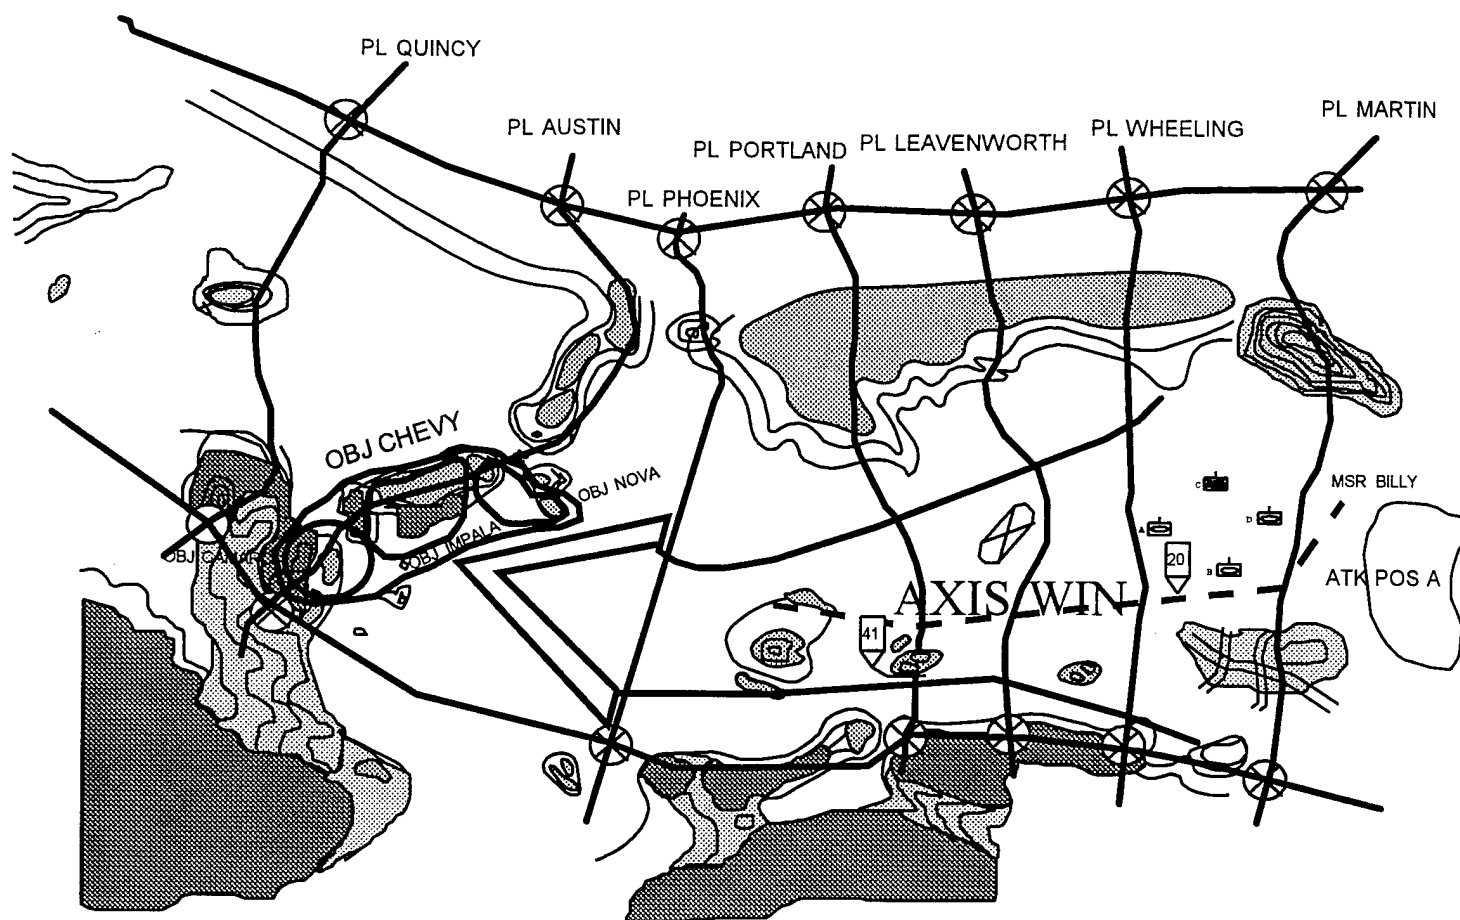 PL QUINCY
PL AUSTIN
PL PHOENIX
PL PORTLAND
PL LEAVENWORTH
PL WHEELING
PL MARTIN
OBJ CHEVY
OBJ NOVA
OBJ IMPALA
OBJ
MSR BILLY
C
A
D
B
20
ATK POS A
AXIS WIN
41